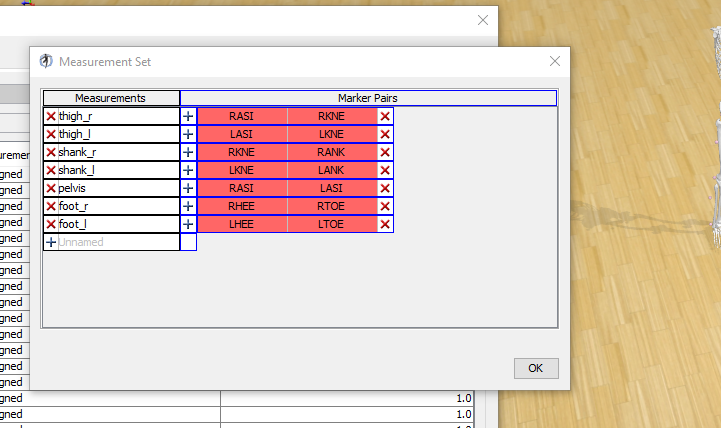 Measurement Set
Measurements Marker Pairs
thigh_r RASI RKNE
thigh_l LASI LKNE
shank_r RKNE RANK
shank_l LKNE LANK
pelvis RASI LASI
foot_r RHEE RTOE
foot_l LHEE LTOE
Unnamed
OK
uremen
gned
gned
gned
gned
gned
gned
gned
gned
gned
gned
gned
gned
gned
gned 1.0
gned 1.0